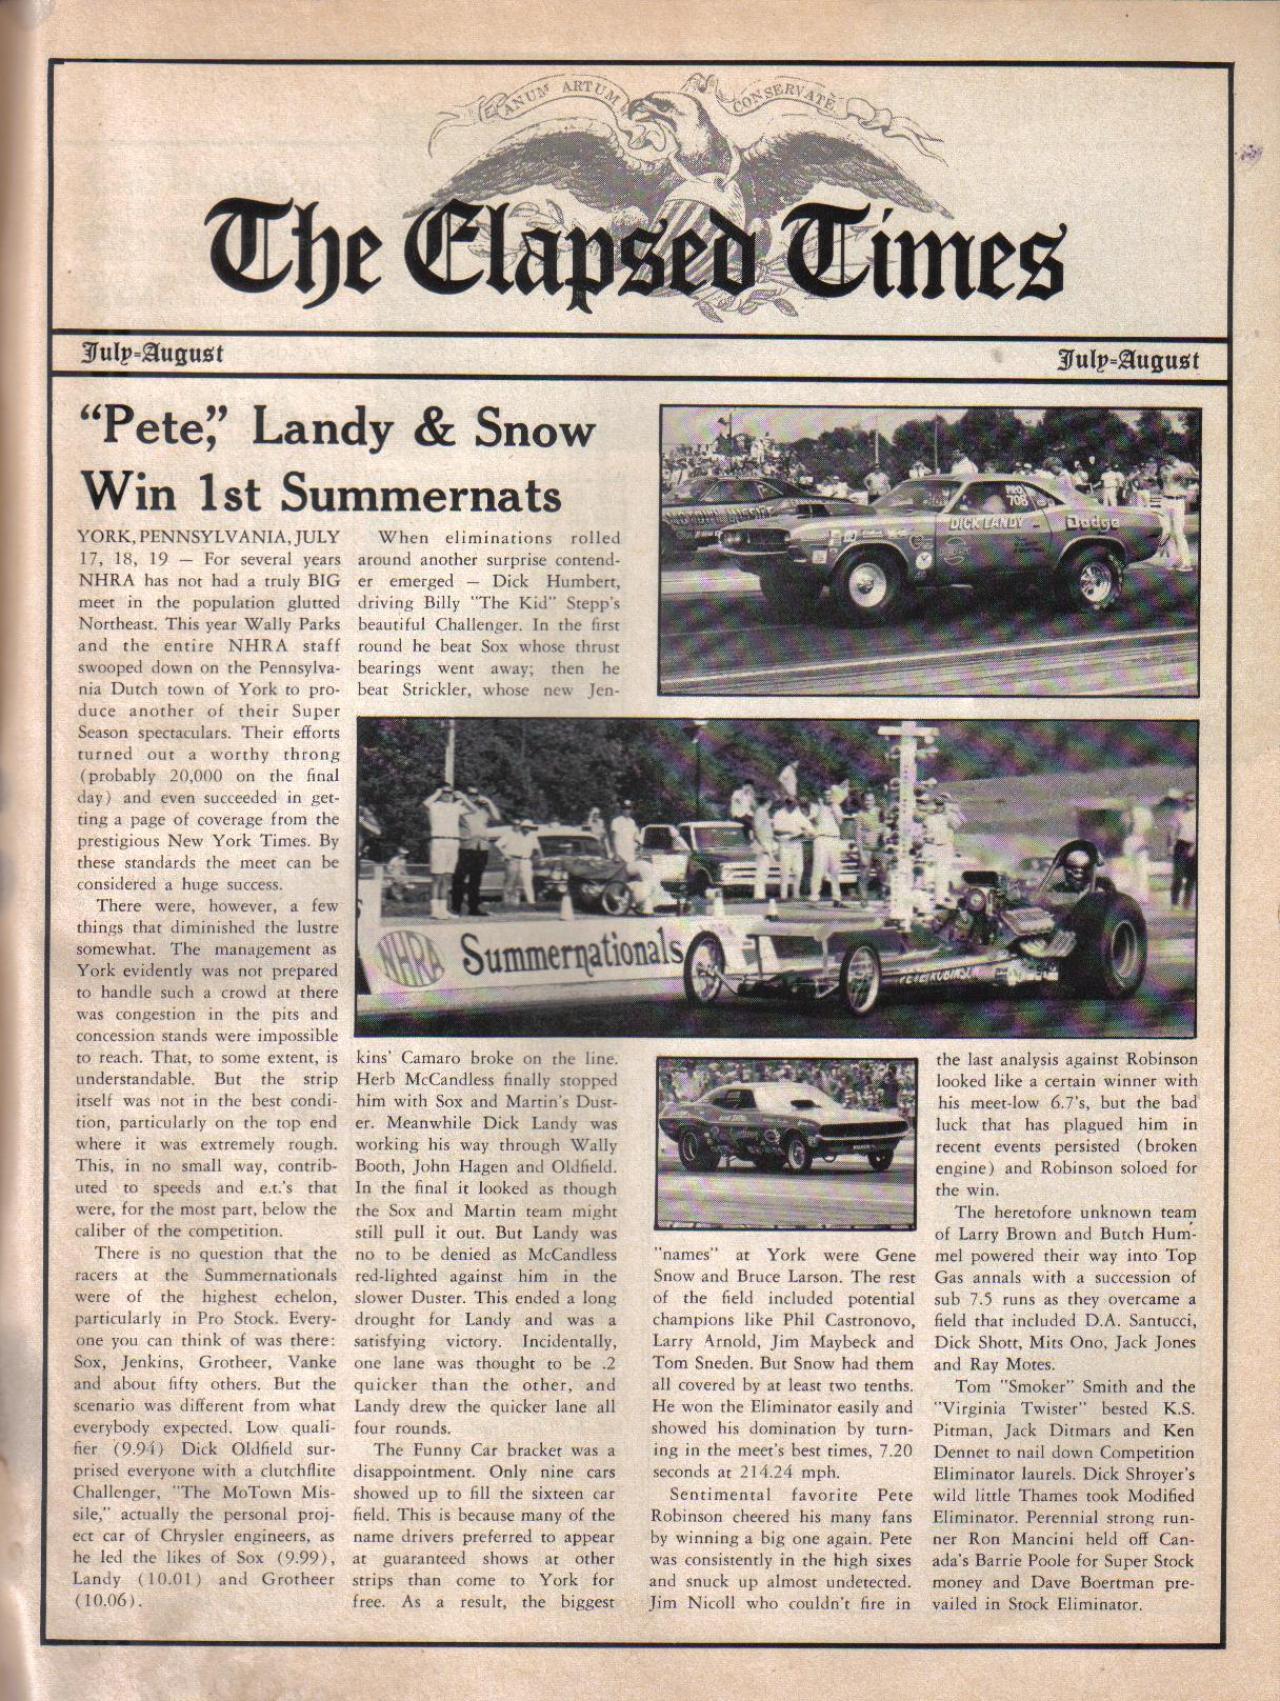 ANUM ARTUM
CONSERVATE
The Elapsed Times
July-August
July-August
“Pete,” Landy & Snow
Win 1st Summernats
YORK, PENNSYLVANIA, JULY
17, 18, 19 — For several years
NHRA has not had a truly BIG
meet in the population glutted
Northeast. This year Wally Parks
and the entire NHRA staff
swooped down on the Pennsylva-
nia Dutch town of York to pro-
duce another of their Super
Season spectaculars. Their efforts
turned out a worthy throng
(probably 20,000 on the final
day) and even succeeded in get-
ting a page of coverage from the
prestigious New York Times. By
these standards the meet can be
considered a huge success.
There were, however, a few
things that diminished the lustre
somewhat. The management as
York evidently was not prepared
to handle such a crowd at there
was congestion in the pits and
concession stands were impossible
to reach. That, to some extent, is
understandable. But the strip
itself was not in the best condi-
tion, particularly on the top end
where it was extremely rough.
This, in no small way, contrib-
uted to speeds and e.t.'s that
were, for the most part, below the
caliber of the competition.
There is no question that the
racers at the Summernationals
were of the highest echelon,
particularly in Pro Stock. Every-
one you can think of was there:
Sox, Jenkins, Grotheer, Vanke
and about fifty others. But the
scenario was different from what
everybody expected. Low quali-
fier (9.94) Dick Oldfield sur-
prised everyone with a clutchflite
Challenger, "The MoTown Mis-
sile," actually the personal proj-
ect car of Chrysler engineers, as
he led the likes of Sox (9.99),
Landy (10.01) and Grotheer
(10.06).
When eliminations rolled
around another surprise contend-
er emerged — Dick Humbert,
driving Billy "The Kid" Stepp's
beautiful Challenger. In the first
round he beat Sox whose thrust
bearings went away; then he
beat Strickler, whose new Jen-
PRO
708
DICK LANDY
Dodge
NHRA Summernationals
PETE ROBINSON
kins' Camaro broke on the line.
Herb McCandless finally stopped
him with Sox and Martin's Dust-
er. Meanwhile Dick Landy was
working his way through Wally
Booth, John Hagen and Oldfield.
In the final it looked as though
the Sox and Martin team might
still pull it out. But Landy was
no to be denied as McCandless
red-lighted against him in the
slower Duster. This ended a long
drought for Landy and was a
satisfying victory. Incidentally,
one lane was thought to be .2
quicker than the other, and
Landy drew the quicker lane all
four rounds.
The Funny Car bracket was a
disappointment. Only nine cars
showed up to fill the sixteen car
field. This is because many of the
name drivers preferred to appear
at guaranteed shows at other
strips than come to York for
free. As a result, the biggest
"names" at York were Gene
Snow and Bruce Larson. The rest
of the field included potential
champions like Phil Castronovo,
Larry Arnold, Jim Maybeck and
Tom Sneden. But Snow had them
all covered by at least two tenths.
He won the Eliminator easily and
showed his domination by turn-
ing in the meet's best times, 7.20
seconds at 214.24 mph.
Sentimental favorite Pete
Robinson cheered his many fans
by winning a big one again. Pete
was consistently in the high sixes
and snuck up almost undetected.
Jim Nicoll who couldn't fire in
the last analysis against Robinson
looked like a certain winner with
his meet-low 6.7's, but the bad
luck that has plagued him in
recent events persisted (broken
engine) and Robinson soloed for
the win.
The heretofore unknown team
of Larry Brown and Butch Hum-
mel powered their way into Top
Gas annals with a succession of
sub 7.5 runs as they overcame a
field that included D.A. Santucci,
Dick Shott, Mits Ono, Jack Jones
and Ray Motes.
Tom "Smoker" Smith and the
"Virginia Twister" bested K.S.
Pitman, Jack Ditmars and Ken
Dennet to nail down Competition
Eliminator laurels. Dick Shroyer's
wild little Thames took Modified
Eliminator. Perennial strong run-
ner Ron Mancini held off Can-
ada's Barrie Poole for Super Stock
money and Dave Boertman pre-
vailed in Stock Eliminator.